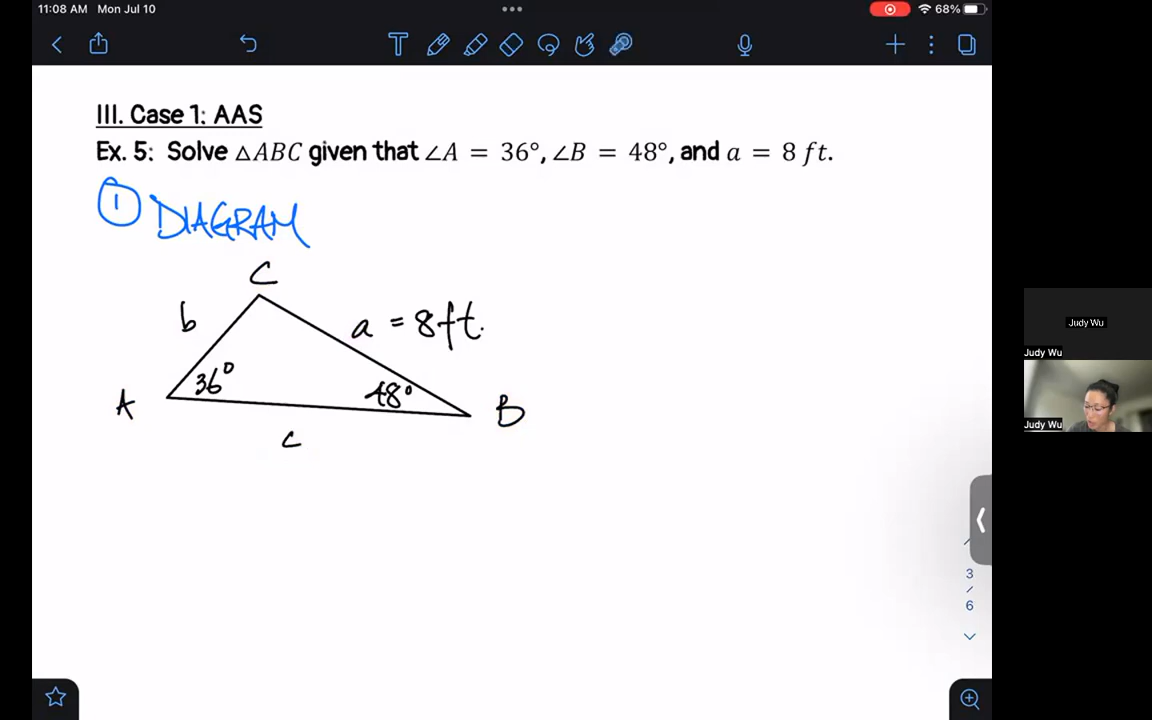 11:08 AM Mon Jul 10
68%
T
III. Case 1: AAS
Ex. 5: Solve △ABC given that ∠A = 36°, ∠B = 48°, and a = 8 ft.
① DIAGRAM
C
b
a = 8ft.
36°
48°
A
B
c
3
/
6
Judy Wu
Judy Wu
Judy Wu